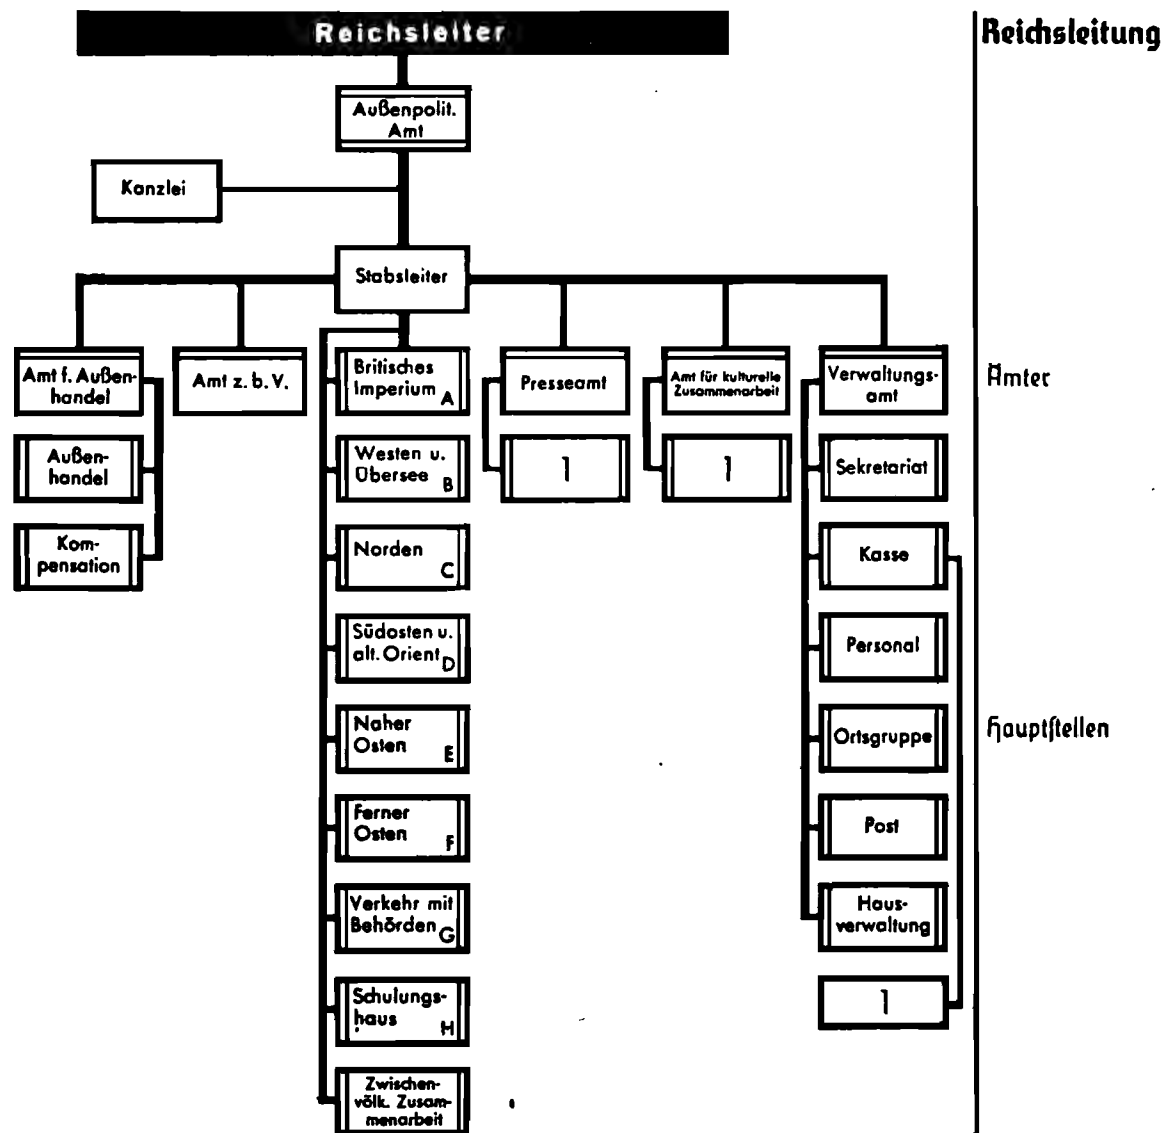 Reichsleiter
Reichsleitung
Außenpolit.
Amt
Kanzlei
Stabsleiter
Amt f. Außen-
handel
Amt z. b. V.
Britisches
Imperium A
Presseamt
Amt für kulturelle
Zusammenarbeit
Verwaltungs-
amt
Ämter
Außen-
handel
Westen u.
Übersee B
1
1
Sekretariat
Kom-
pensation
Norden
C
Kasse
Südosten u.
alt. Orient D
Personal
Naher
Osten E
Ortsgruppe
Hauptstellen
Ferner
Osten F
Post
Verkehr mit
Behörden G
Haus-
verwaltung
Schulungs-
haus H
1
Zwischen-
völk. Zusam-
menarbeit